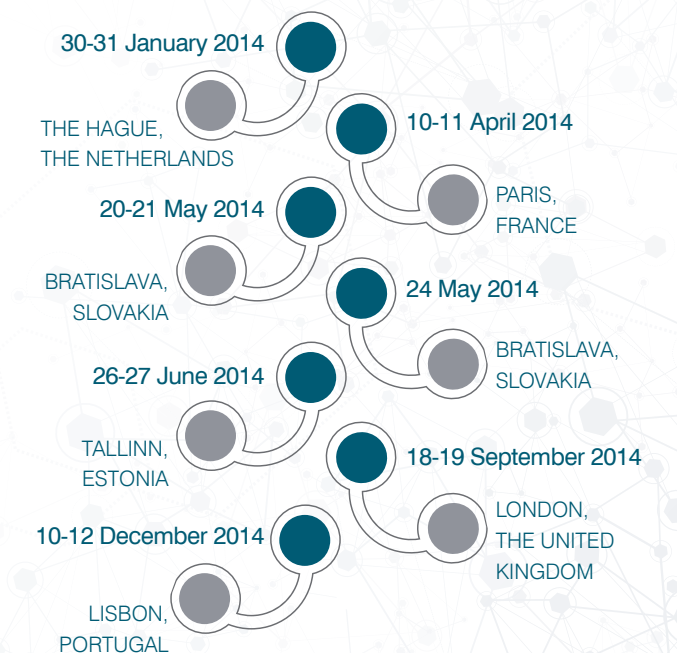 30-31 January 2014
THE HAGUE,
THE NETHERLANDS
10-11 April 2014
PARIS,
FRANCE
20-21 May 2014
BRATISLAVA,
SLOVAKIA
24 May 2014
BRATISLAVA,
SLOVAKIA
26-27 June 2014
TALLINN,
ESTONIA
18-19 September 2014
LONDON,
THE UNITED
KINGDOM
10-12 December 2014
LISBON,
PORTUGAL